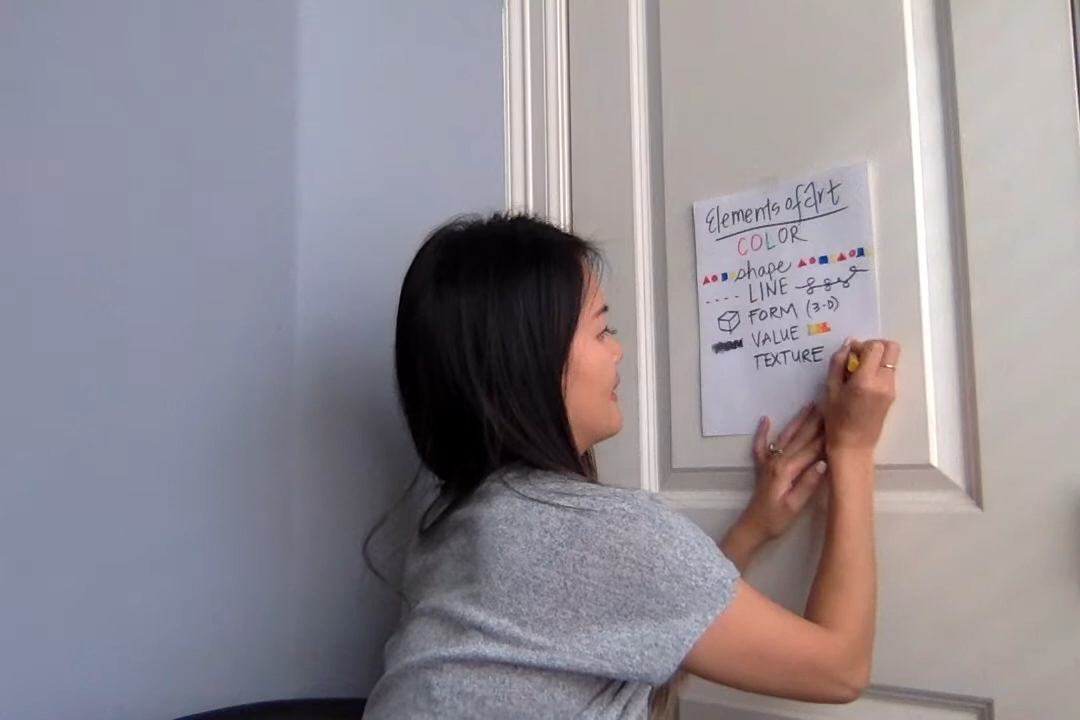 Elements of Art
COLOR
shape
LINE
FORM (3-D)
VALUE
TEXTURE